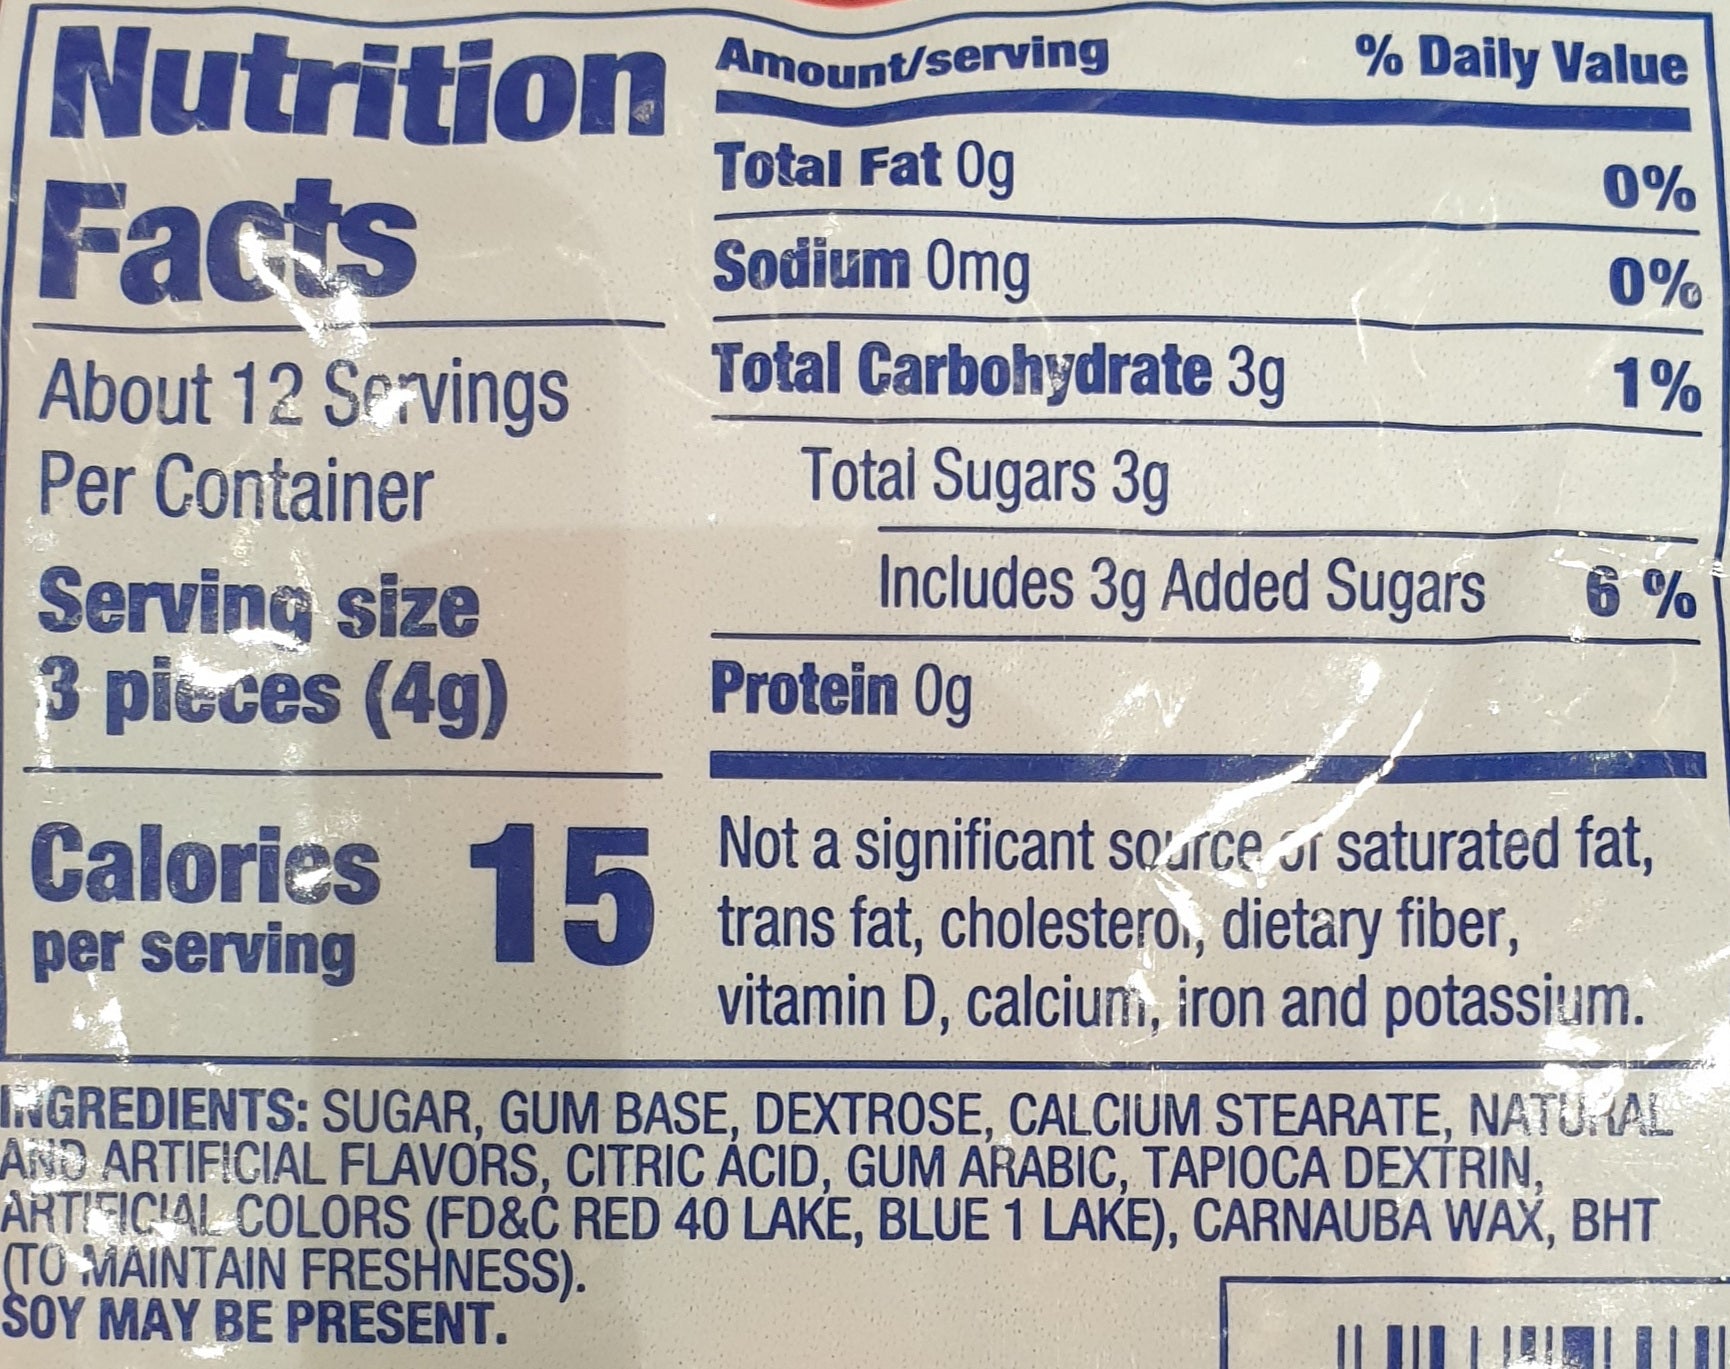 Nutrition
Facts
About 12 Servings
Per Container
Serving size
3 pieces (4g)
Calories 15
per serving
Amount/serving % Daily Value
Total Fat 0g 0%
Sodium 0mg 0%
Total Carbohydrate 3g 1%
Total Sugars 3g
Includes 3g Added Sugars 6 %
Protein 0g
Not a significant source of saturated fat,
trans fat, cholesterol, dietary fiber,
vitamin D, calcium, iron and potassium.
INGREDIENTS: SUGAR, GUM BASE, DEXTROSE, CALCIUM STEARATE, NATURAL
AND ARTIFICIAL FLAVORS, CITRIC ACID, GUM ARABIC, TAPIOCA DEXTRIN,
ARTIFICIAL COLORS (FD&C RED 40 LAKE, BLUE 1 LAKE), CARNAUBA WAX, BHT
(TO MAINTAIN FRESHNESS).
SOY MAY BE PRESENT.